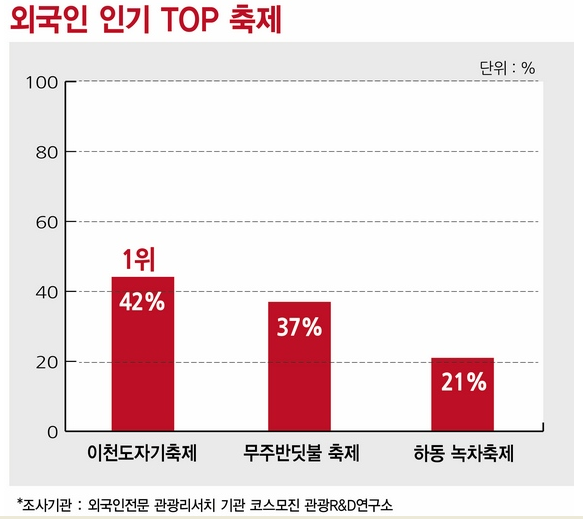 외국인 인기 TOP 축제
단위 : %
100
80
60
40
20
0
1위
42%
37%
21%
이천도자기축제
무주반딧불 축제
하동 녹차축제
*조사기관 : 외국인전문 관광리서치 기관 코스모진 관광R&D연구소